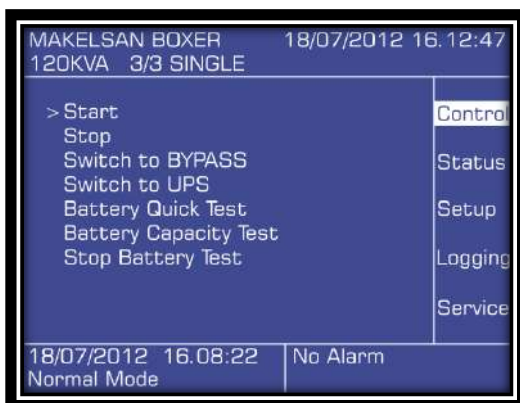 MAKELSAN BOXER 18/07/2012 16.12:47
120KVA 3/3 SINGLE
> Start
Stop
Switch to BYPASS
Switch to UPS
Battery Quick Test
Battery Capacity Test
Stop Battery Test
Control
Status
Setup
Logging
Service
18/07/2012 16.08:22 No Alarm
Normal Mode